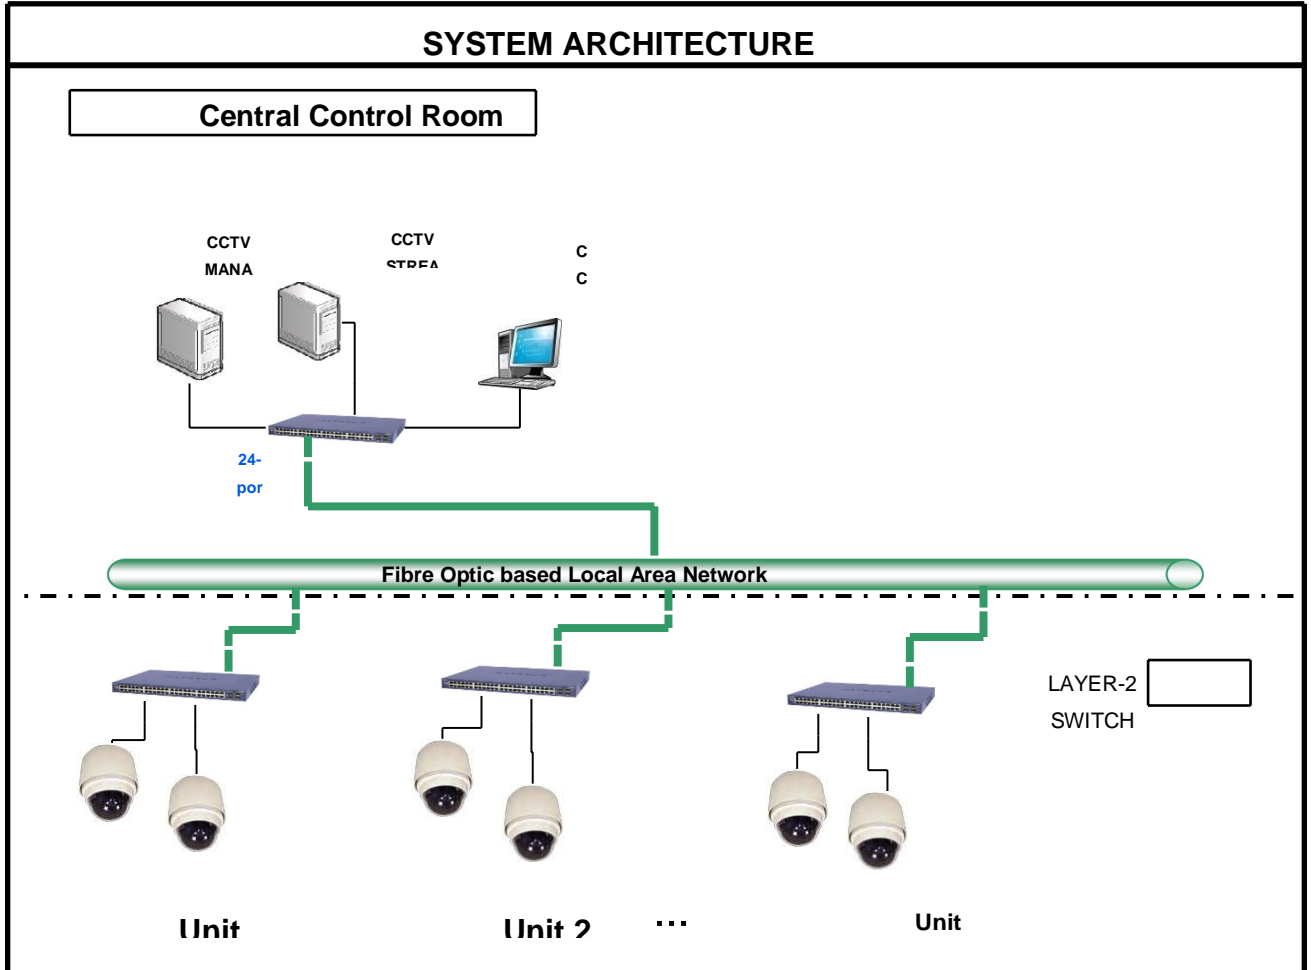 SYSTEM ARCHITECTURE
Central Control Room
CCTV
MANA
CCTV
STREA
C
C
24-
por
Fibre Optic based Local Area Network
LAYER-2
SWITCH
Unit
Unit 2
...
Unit